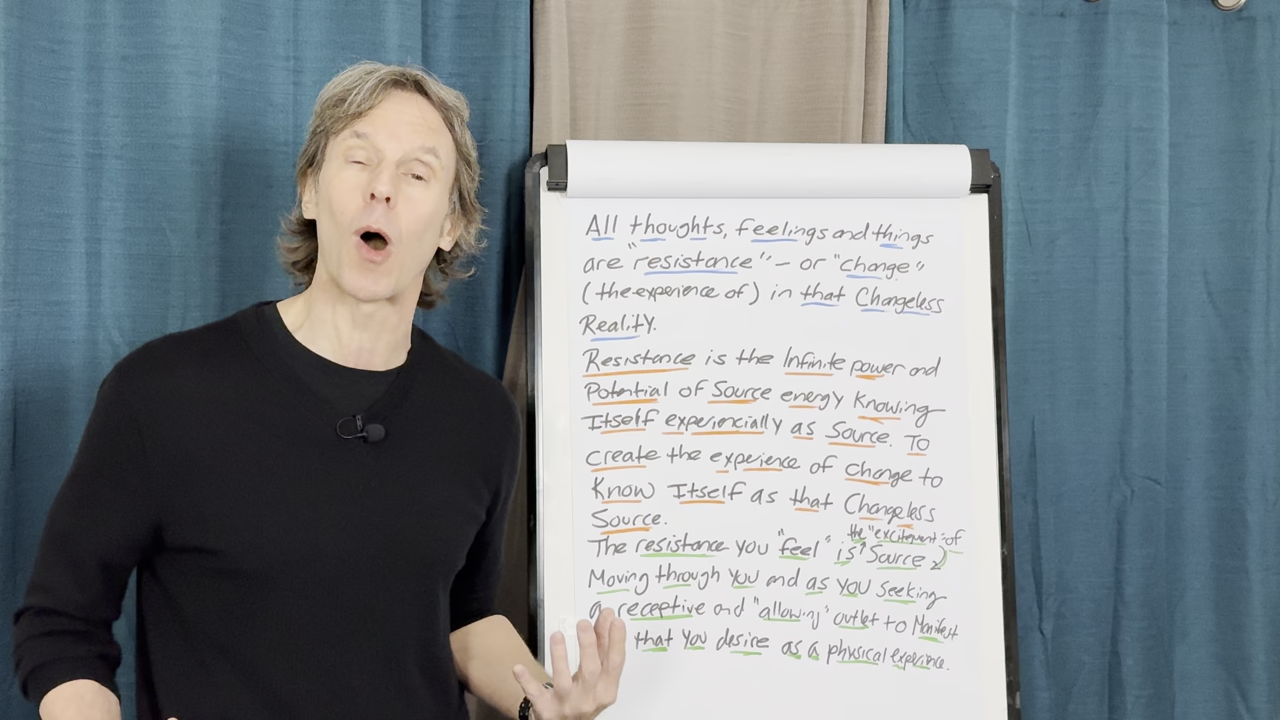 All thoughts, feelings and things
are "resistance" - or "change"
(the experience of) in that Changeless
Reality.
Resistance is the Infinite power and
Potential of Source energy Knowing
Itself experiencially as Source. To
create the experience of change to
Know Itself as that Changeless
Source.
the "excitement" of
The resistance you "feel" is Source
Moving through You and as you seeking
a receptive and "allowing" outlet to Manifest
that you desire as a physical experience.